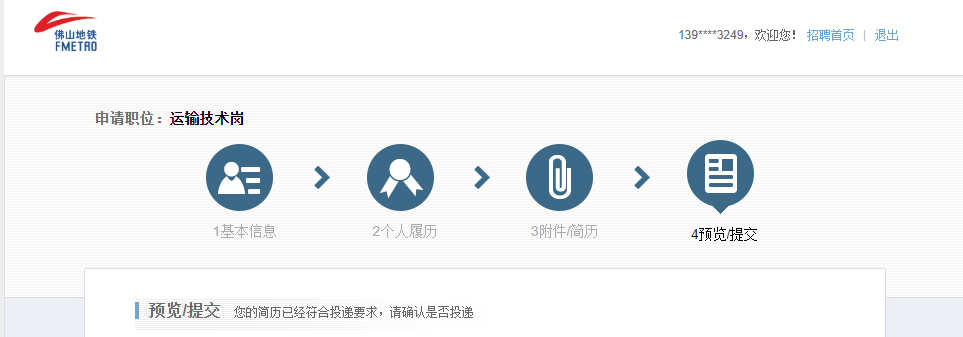 佛山地铁
FMETRO
139****3249，欢迎您！ 招聘首页 | 退出
申请职位：运输技术岗
1基本信息 2个人履历 3附件/简历 4预览/提交
预览/提交 您的简历已经符合投递要求，请确认是否投递